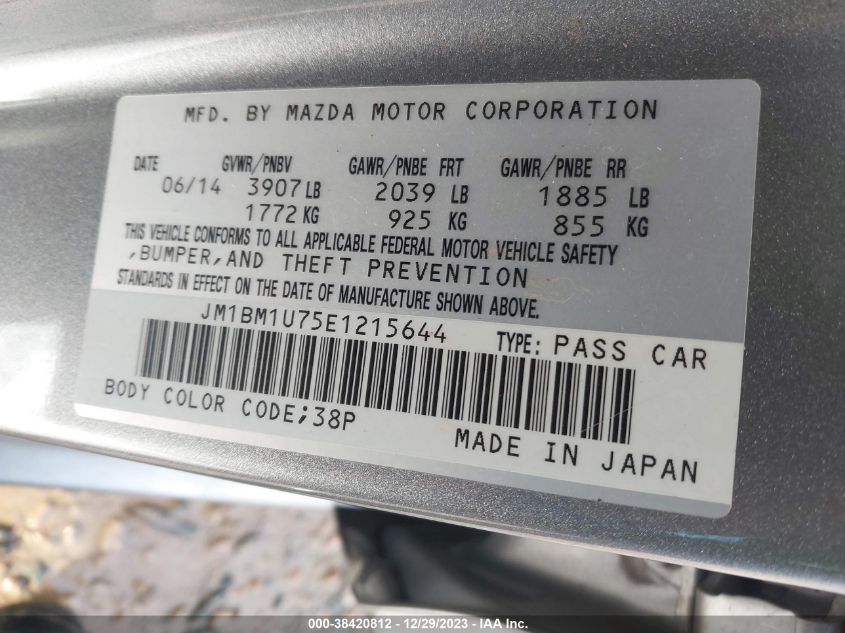 MFD. BY MAZDA MOTOR CORPORATION
DATE GVWR/PNBV GAWR/PNBE FRT GAWR/PNBE RR
06/14 3907 LB 2039 LB 1885 LB
1772 KG 925 KG 855 KG
THIS VEHICLE CONFORMS TO ALL APPLICABLE FEDERAL MOTOR VEHICLE SAFETY
,BUMPER,AND THEFT PREVENTION
STANDARDS IN EFFECT ON THE DATE OF MANUFACTURE SHOWN ABOVE.
JM1BM1U75E1215644 TYPE: PASS CAR
BODY COLOR CODE;38P
MADE IN JAPAN
000-38420812 - 12/29/2023 - IAA Inc.